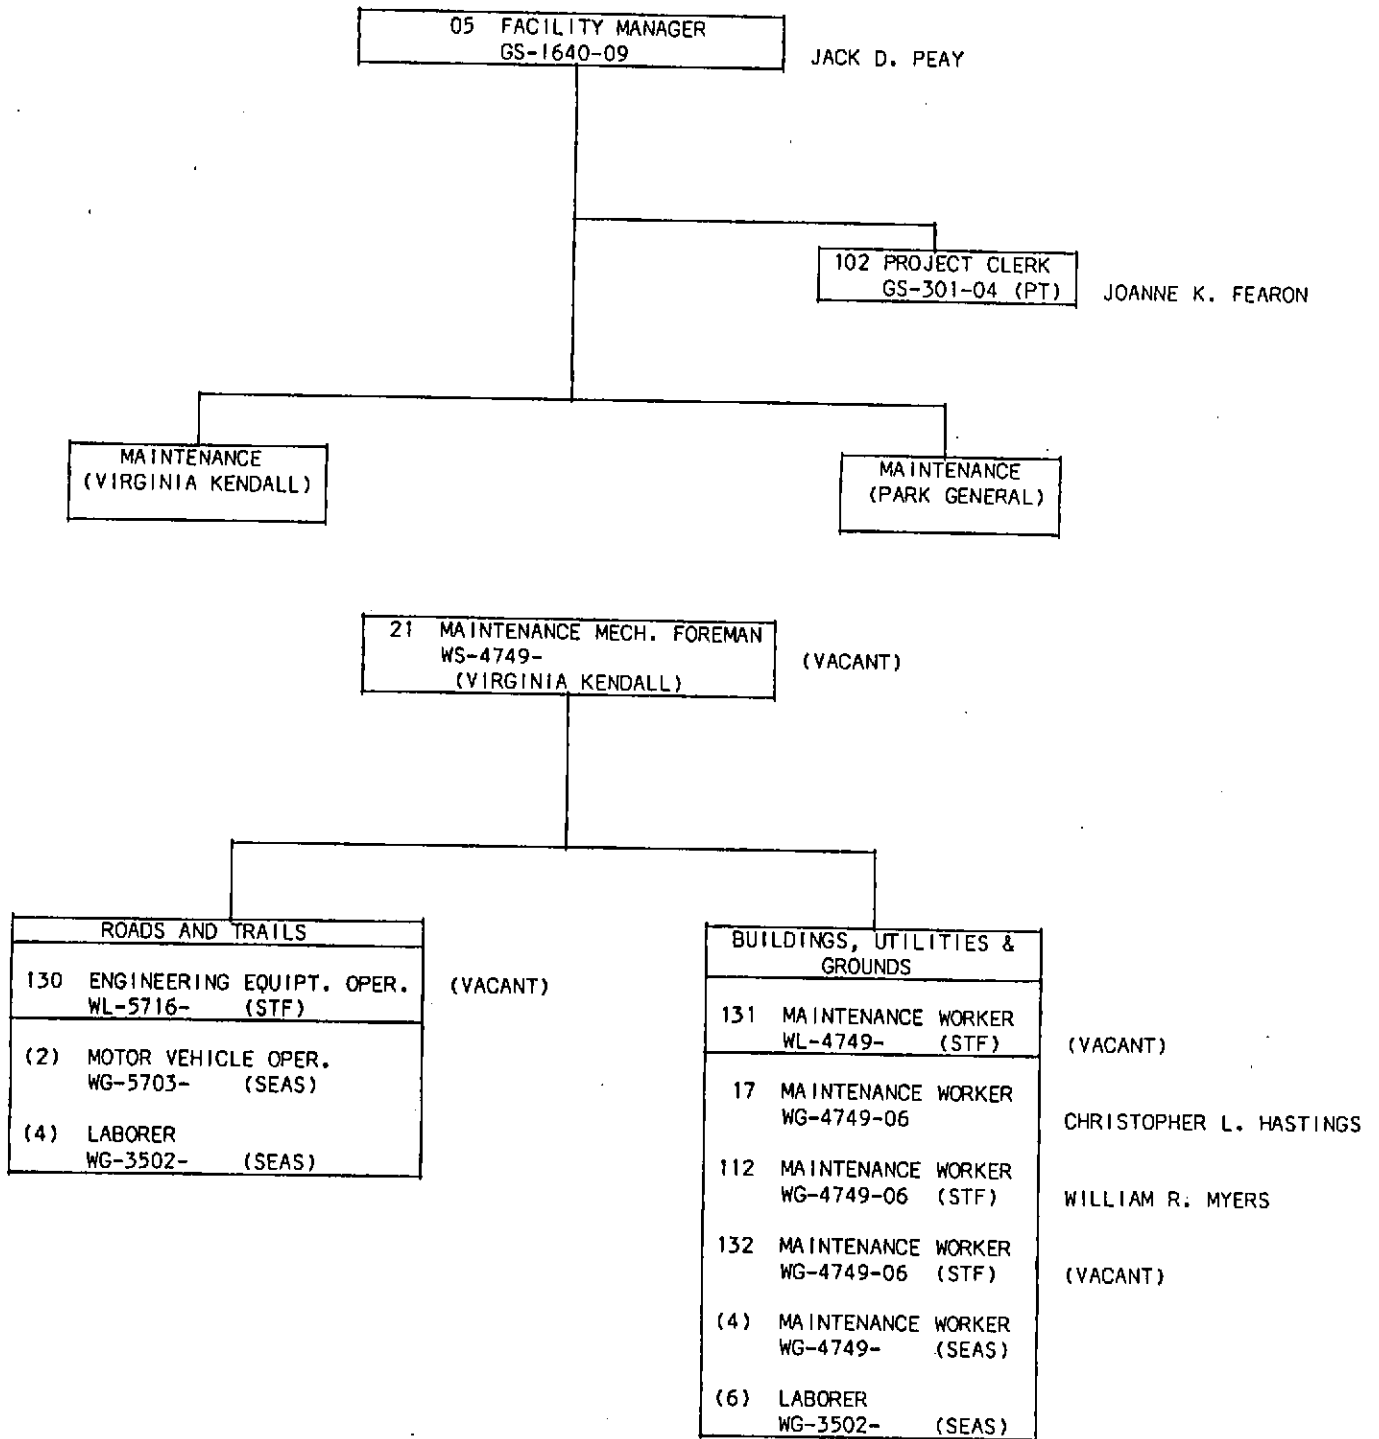 05 FACILITY MANAGER
GS-1640-09
JACK D. PEAY
102 PROJECT CLERK
GS-301-04 (PT)
JOANNE K. FEARON
MAINTENANCE
(VIRGINIA KENDALL)
MAINTENANCE
(PARK GENERAL)
21 MAINTENANCE MECH. FOREMAN
WS-4749-
(VIRGINIA KENDALL)
(VACANT)
ROADS AND TRAILS
130 ENGINEERING EQUIPT. OPER.
WL-5716- (STF)
(VACANT)
(2) MOTOR VEHICLE OPER.
WG-5703- (SEAS)
(4) LABORER
WG-3502- (SEAS)
BUILDINGS, UTILITIES &
GROUNDS
131 MAINTENANCE WORKER
WL-4749- (STF)
(VACANT)
17 MAINTENANCE WORKER
WG-4749-06
CHRISTOPHER L. HASTINGS
112 MAINTENANCE WORKER
WG-4749-06 (STF)
WILLIAM R. MYERS
132 MAINTENANCE WORKER
WG-4749-06 (STF)
(VACANT)
(4) MAINTENANCE WORKER
WG-4749- (SEAS)
(6) LABORER
WG-3502- (SEAS)